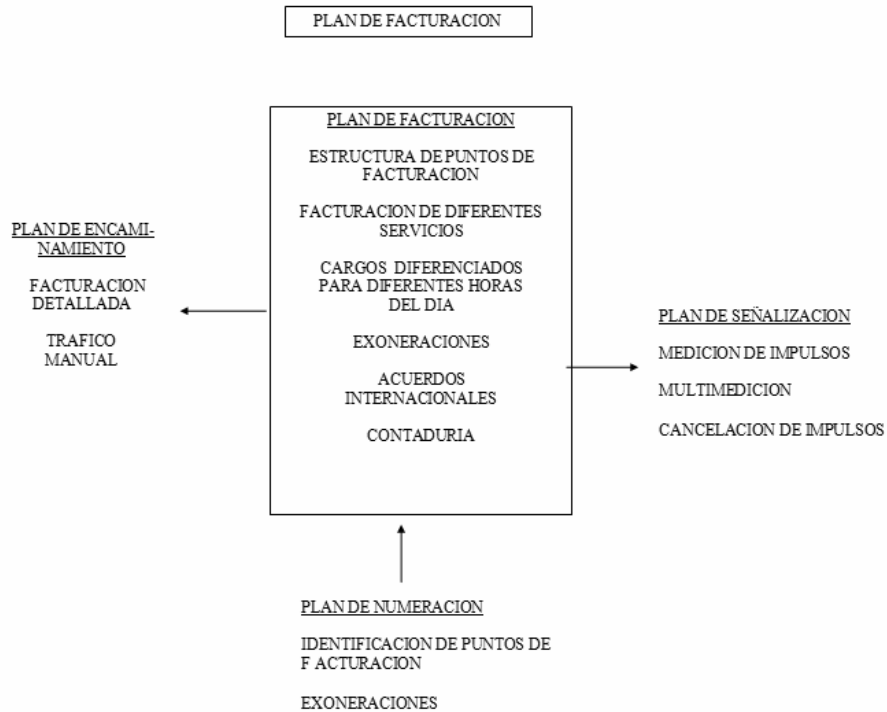 PLAN DE FACTURACION
PLAN DE FACTURACION
ESTRUCTURA DE PUNTOS DE
FACTURACION
FACTURACION DE DIFERENTES
SERVICIOS
CARGOS DIFERENCIADOS
PARA DIFERENTES HORAS
DEL DIA
EXONERACIONES
ACUERDOS
INTERNACIONALES
CONTADURIA
PLAN DE ENCAMI-
NAMIENTO
FACTURACION
DETALLADA
TRAFICO
MANUAL
PLAN DE SEÑALIZACION
MEDICION DE IMPULSOS
MULTIMEDICION
CANCELACION DE IMPULSOS
PLAN DE NUMERACION
IDENTIFICACION DE PUNTOS DE
F ACTURACION
EXONERACIONES